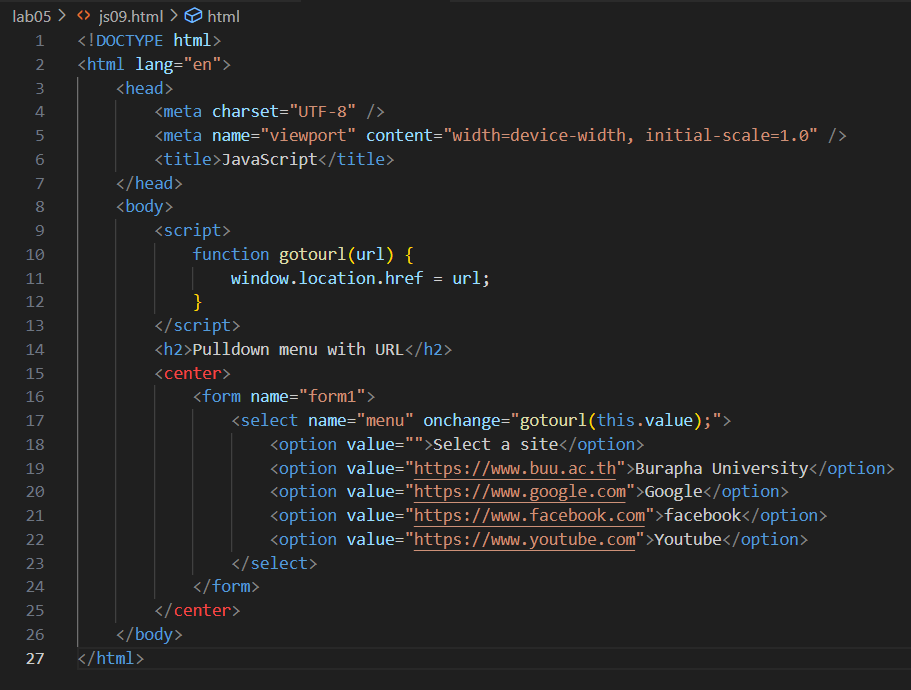 lab05 > <> js09.html > html
1 <!DOCTYPE html>
2 <html lang="en">
3 <head>
4 <meta charset="UTF-8" />
5 <meta name="viewport" content="width=device-width, initial-scale=1.0" />
6 <title>JavaScript</title>
7 </head>
8 <body>
9 <script>
10 function gotourl(url) {
11 window.location.href = url;
12 }
13 </script>
14 <h2>Pulldown menu with URL</h2>
15 <center>
16 <form name="form1">
17 <select name="menu" onchange="gotourl(this.value);">
18 <option value="">Select a site</option>
19 <option value="https://www.buu.ac.th">Burapha University</option>
20 <option value="https://www.google.com">Google</option>
21 <option value="https://www.facebook.com">facebook</option>
22 <option value="https://www.youtube.com">Youtube</option>
23 </select>
24 </form>
25 </center>
26 </body>
27 </html>